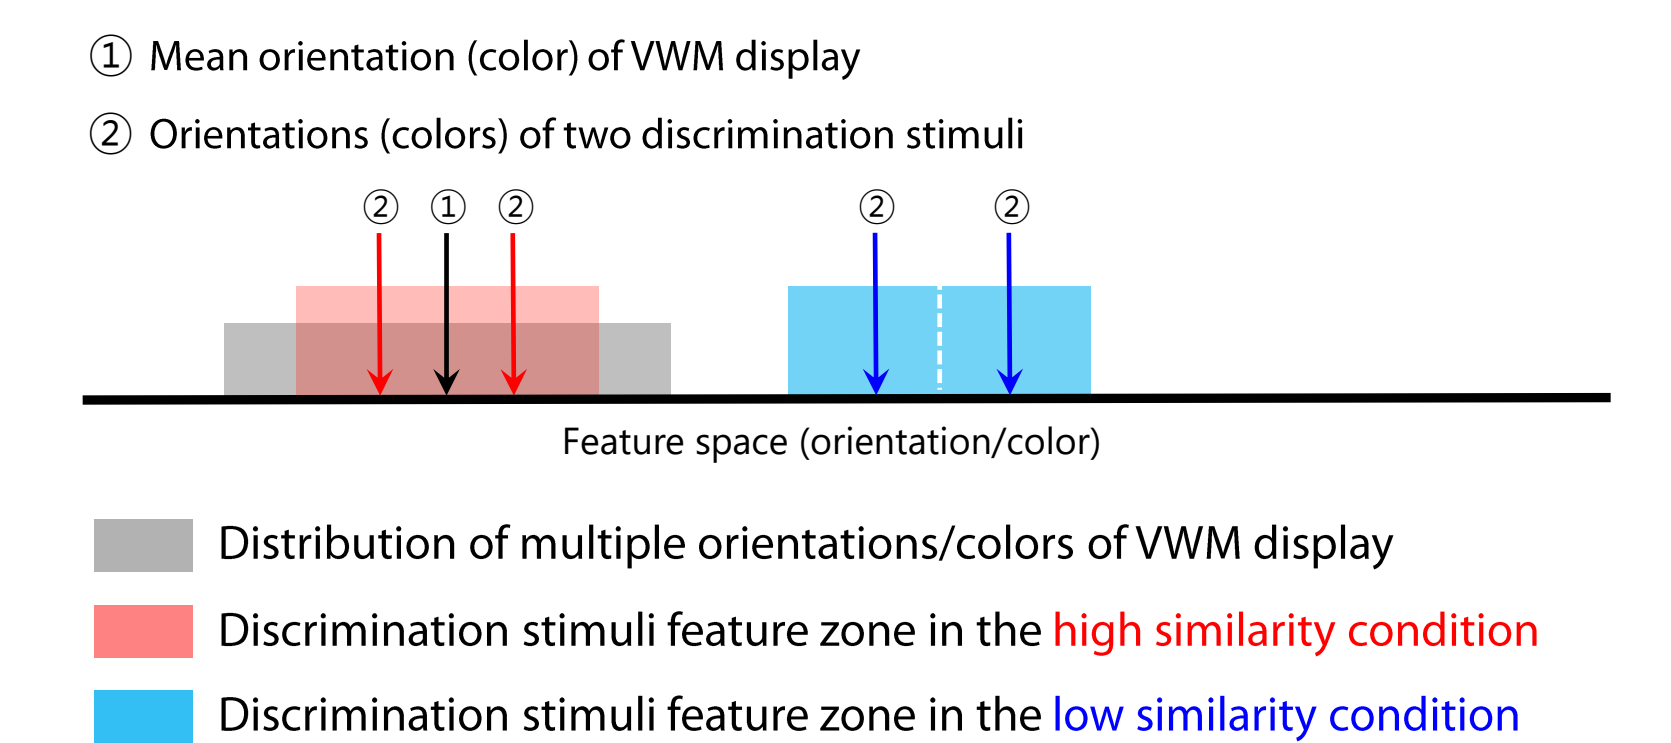 ① Mean orientation (color) of VWM display
② Orientations (colors) of two discrimination stimuli
② ① ② ② ②
Feature space (orientation/color)
Distribution of multiple orientations/colors of VWM display
Discrimination stimuli feature zone in the high similarity condition
Discrimination stimuli feature zone in the low similarity condition